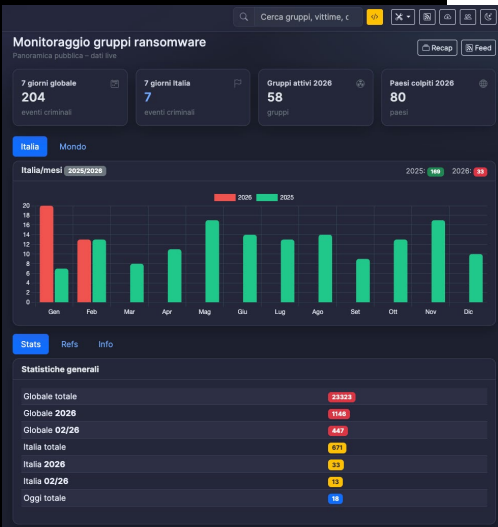 Cerca gruppi, vittime, c
Monitoraggio gruppi ransomware
Panoramica pubblica – dati live
Recap
Feed
7 giorni globale
204
eventi criminali
7 giorni Italia
7
eventi criminali
Gruppi attivi 2026
58
gruppi
Paesi colpiti 2026
80
paesi
Italia Mondo
Italia/mesi 2025/2026
2025: 166 2026: 33
2026 2025
20
18
16
14
12
10
8
6
4
2
0
Gen Feb Mar Apr Mag Giu Lug Ago Set Ott Nov Dic
Stats Refs Info
Statistiche generali
Globale totale 23323
Globale 2026 1146
Globale 02/26 447
Italia totale 671
Italia 2026 33
Italia 02/26 13
Oggi totale 18